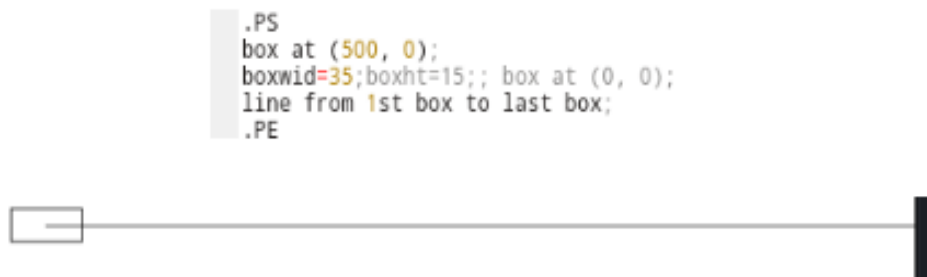 .PS
box at (500, 0);
boxwid=35;boxht=15;; box at (0, 0);
line from 1st box to last box;
.PE